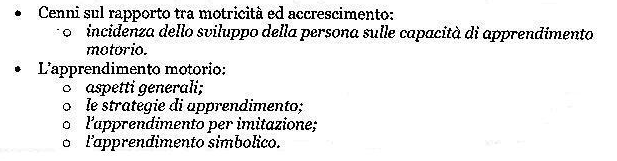 • Cenni sul rapporto tra motricità ed accrescimento:
o incidenza dello sviluppo della persona sulle capacità di apprendimento
motorio.
• L'apprendimento motorio:
o aspetti generali;
o le strategie di apprendimento;
o l'apprendimento per imitazione;
o l'apprendimento simbolico.